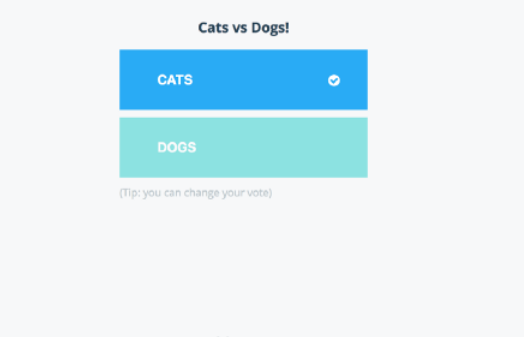 Cats vs Dogs!
CATS
DOGS
(Tip: you can change your vote)